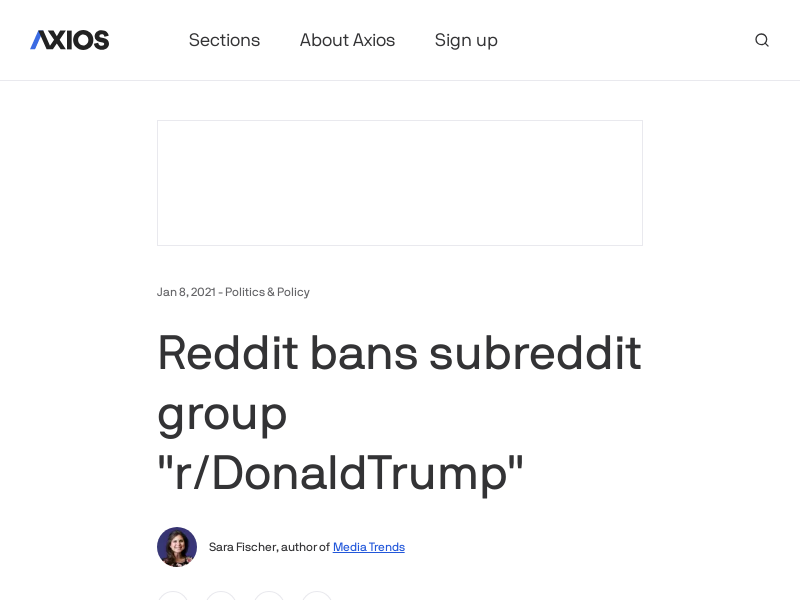 AXIOS
Sections
About Axios
Sign up
Jan 8, 2021 - Politics & Policy
Reddit bans subreddit
group
"r/DonaldTrump"
Sara Fischer, author of Media Trends